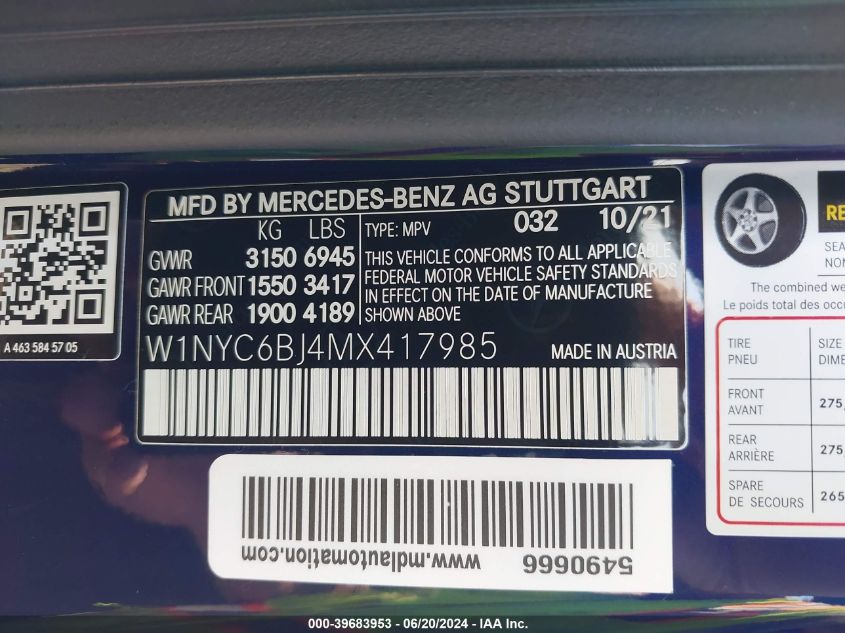 MFD BY MERCEDES-BENZ AG STUTTGART
KG LBS TYPE: MPV 032 10/21
GVWR 3150 6945
GAWR FRONT 1550 3417
GAWR REAR 1900 4189
THIS VEHICLE CONFORMS TO ALL APPLICABLE
FEDERAL MOTOR VEHICLE SAFETY STANDARDS
IN EFFECT ON THE DATE OF MANUFACTURE
SHOWN ABOVE
W1NYC6BJ4MX417985 MADE IN AUSTRIA
A 463 584 57 05
The combined
Le poids total des
TIRE
PNEU
SIZE
FRONT
AVANT
275
REAR
ARRIÈRE
275
SPARE
DE SECOURS
265
5490666
www.mdlautomation.com
000-39683953 - 06/20/2024 - IAA Inc.